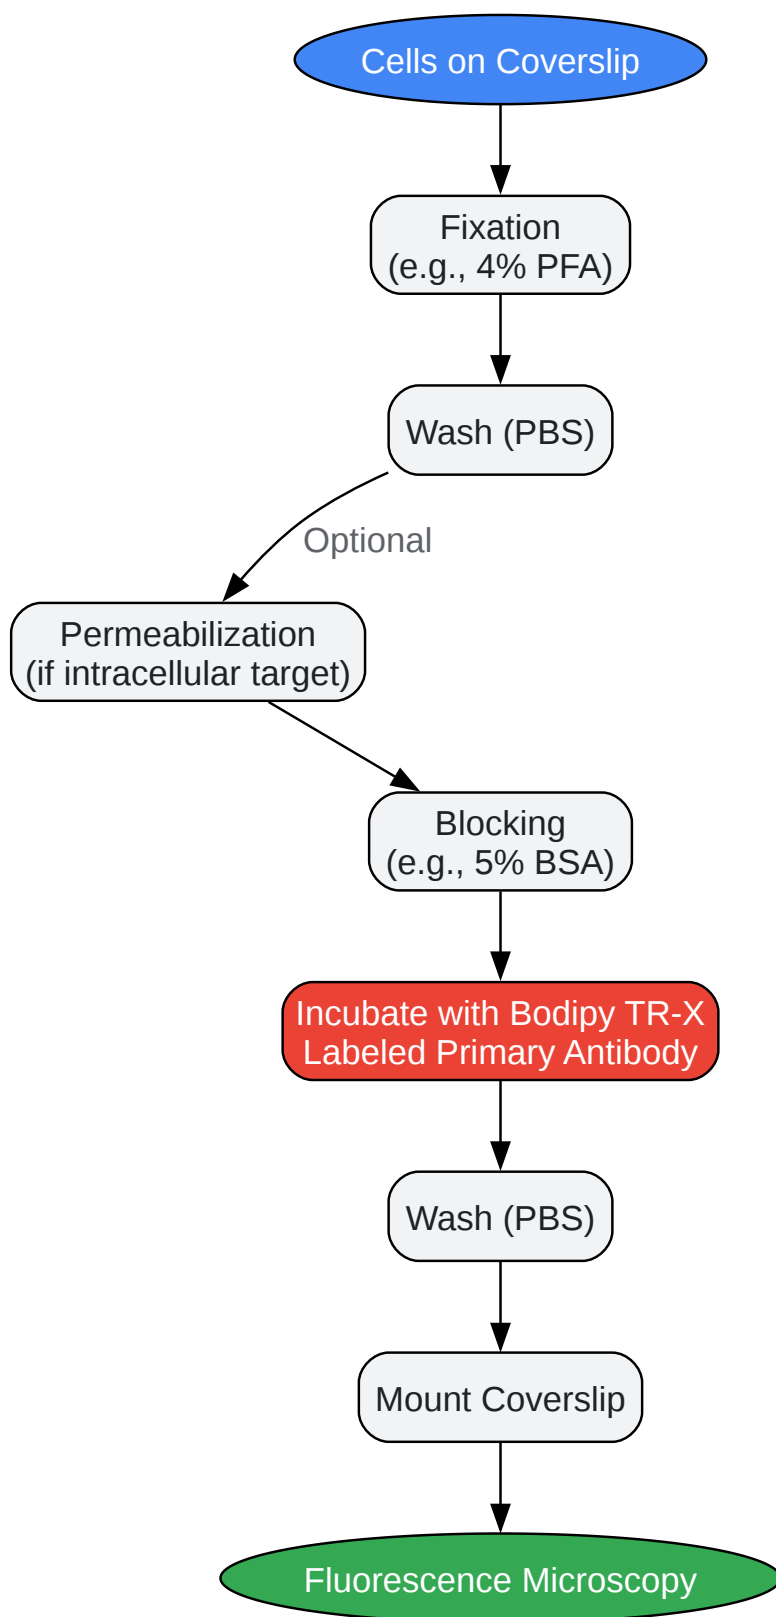 Cells on Coverslip
Fixation
(e.g., 4% PFA)
Wash (PBS)
Optional
Permeabilization
(if intracellular target)
Blocking
(e.g., 5% BSA)
Incubate with Bodipy TR-X
Labeled Primary Antibody
Wash (PBS)
Mount Coverslip
Fluorescence Microscopy